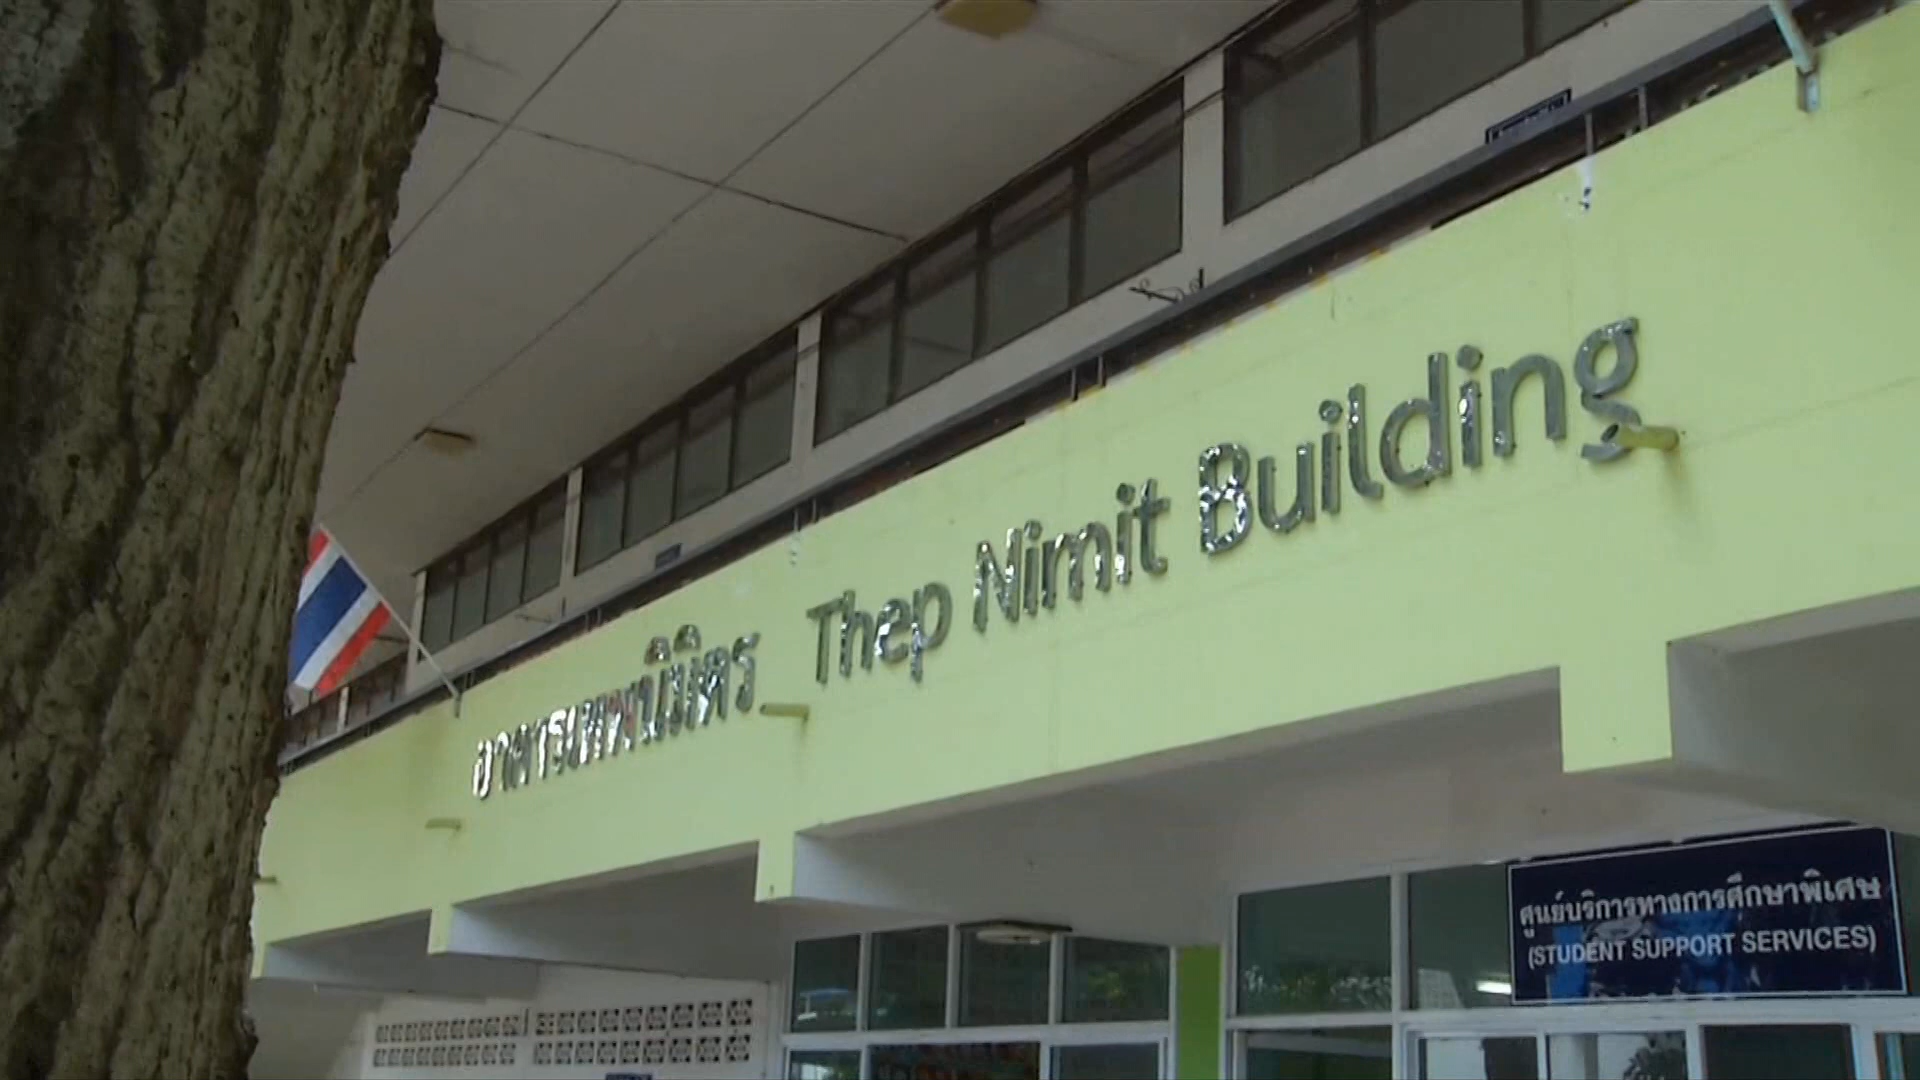 อาคารเทพนิมิตร Thep Nimit Building
ศูนย์บริการทางการศึกษาพิเศษ
(STUDENT SUPPORT SERVICES)